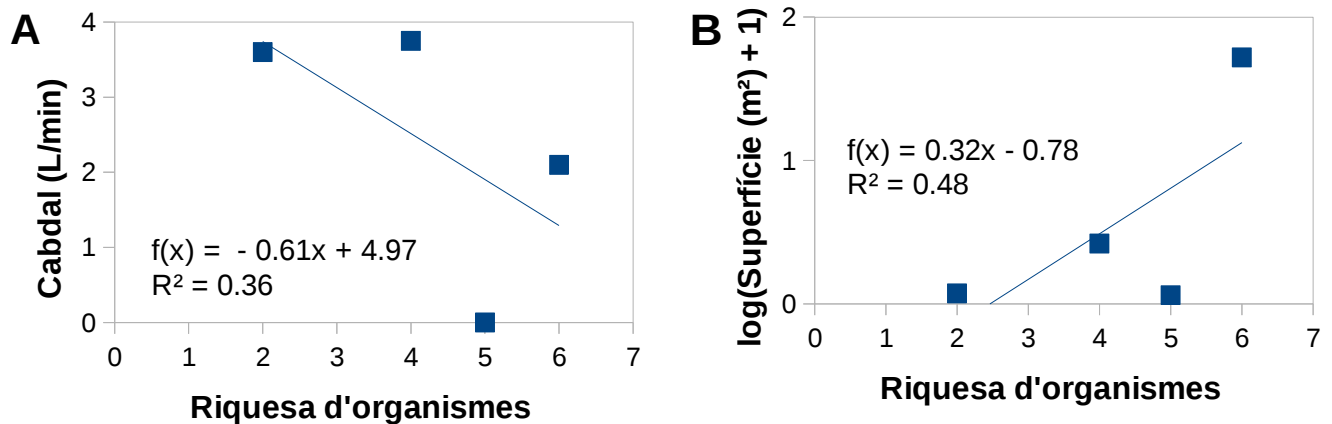 A
Cabdal (L/min)
4
3
2
1
0
f(x) =  - 0.61x + 4.97
R² = 0.36
0 1 2 3 4 5 6 7
Riquesa d'organismes
B
log(Superfície (m²) + 1)
2
1
0
f(x) = 0.32x - 0.78
R² = 0.48
0 1 2 3 4 5 6 7
Riquesa d'organismes